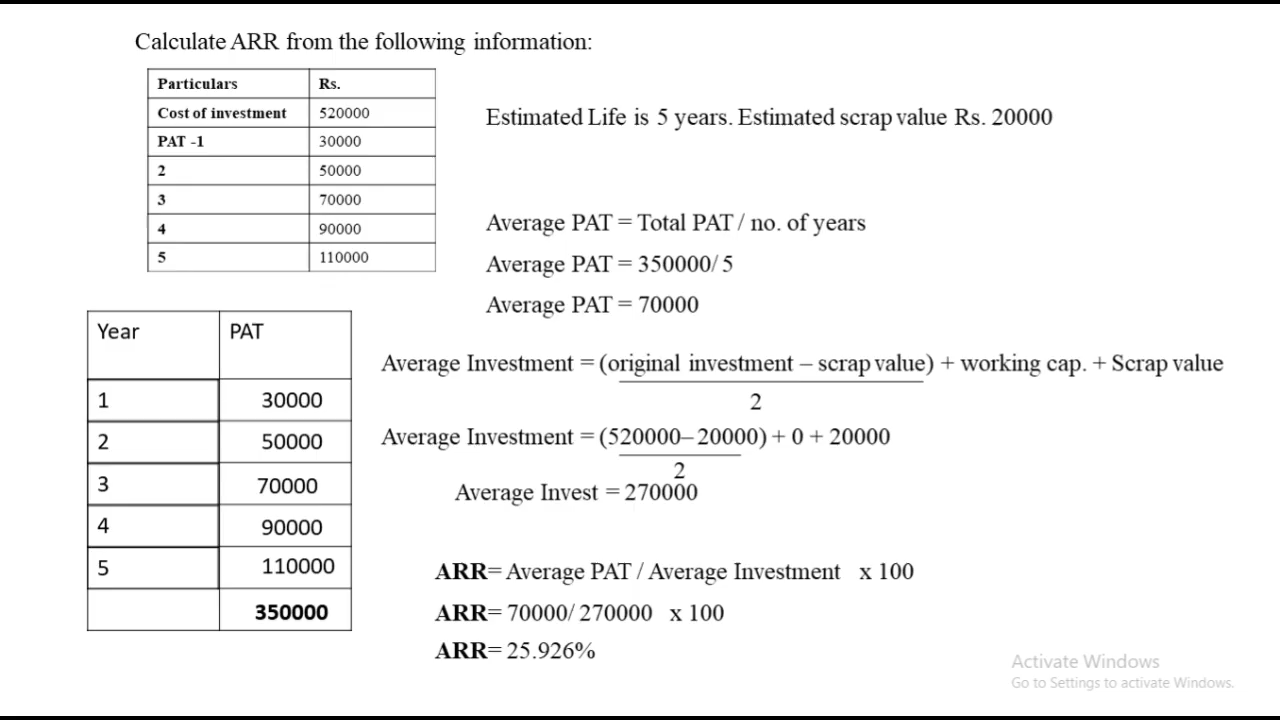 Calculate ARR from the following information:
Particulars Rs.
Cost of investment 520000
PAT -1 30000
2 50000
3 70000
4 90000
5 110000
Estimated Life is 5 years. Estimated scrap value Rs. 20000
Average PAT = Total PAT / no. of years
Average PAT = 350000/ 5
Average PAT = 70000
Year PAT
1 30000
2 50000
3 70000
4 90000
5 110000
350000
Average Investment = (original investment – scrap value) + working cap. + Scrap value
2
Average Investment = (520000– 20000) + 0 + 20000
2
Average Invest = 270000
ARR= Average PAT / Average Investment x 100
ARR= 70000/ 270000 x 100
ARR= 25.926%
Activate Windows
Go to Settings to activate Windows.